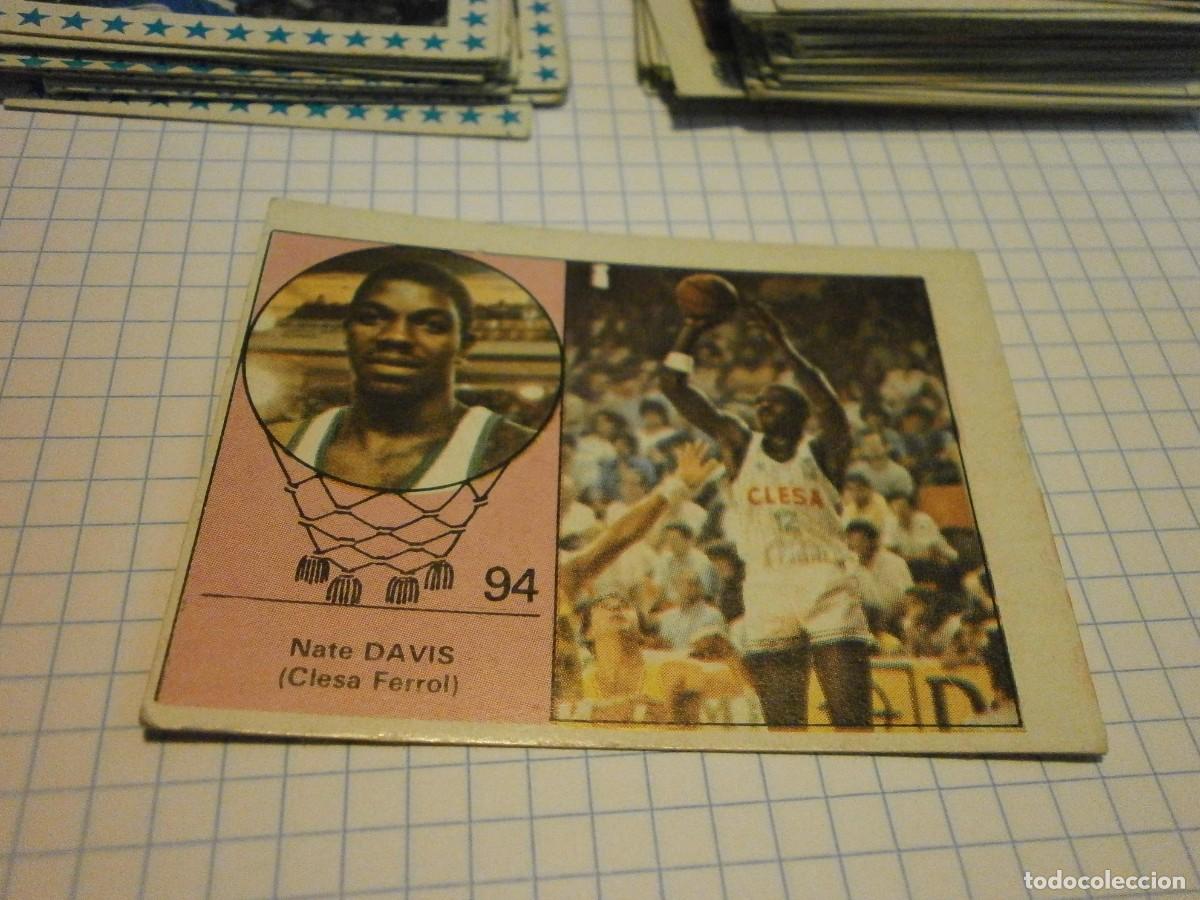 94
Nate DAVIS
(Clesa Ferrol)
CLESA
12
todocoleccion